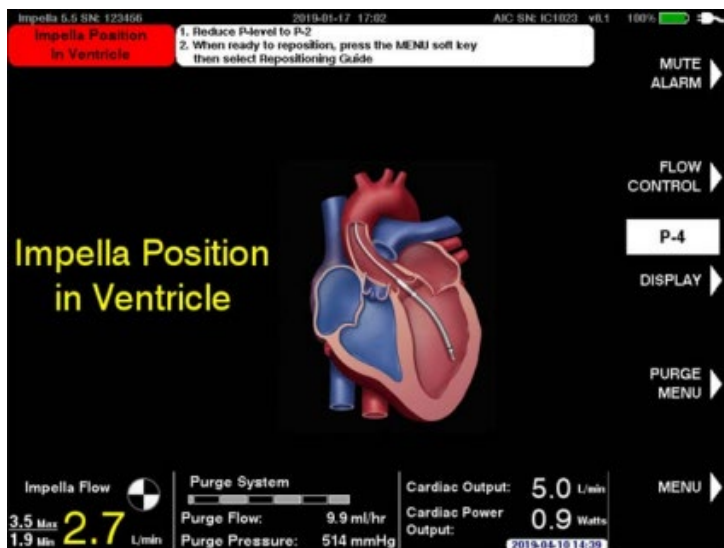 Impella 5.5 SN: 123456 2019-01-17 17:02 AIC SN: IC1023 v8.1 100%
Impella Position
in Ventricle
1. Reduce P-level to P-2
2. When ready to reposition, press the MENU soft key
then select Repositioning Guide
MUTE
ALARM
FLOW
CONTROL
P-4
Impella Position
in Ventricle
DISPLAY
PURGE
MENU
Impella Flow
3.5 Max
1.9 Min
2.7 L/min
Purge System
Purge Flow: 9.9 ml/hr
Purge Pressure: 514 mmHg
Cardiac Output: 5.0 L/min
Cardiac Power
Output: 0.9 Watts
MENU
2019-04-10 14:39